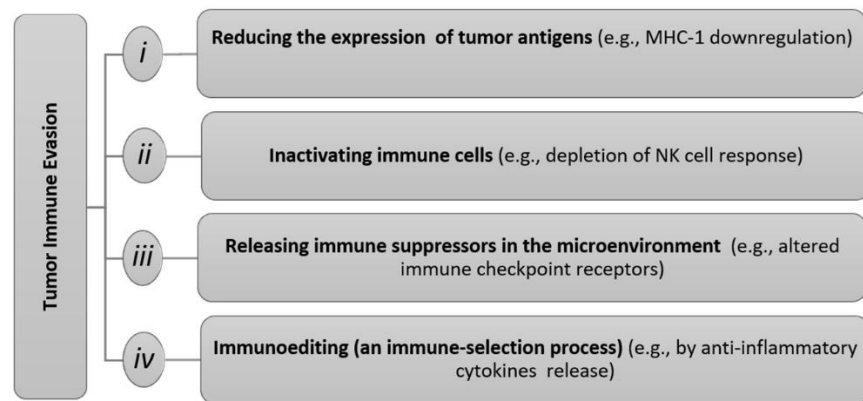 Tumor Immune Evasion
i
Reducing the expression of tumor antigens (e.g., MHC-1 downregulation)
ii
Inactivating immune cells (e.g., depletion of NK cell response)
iii
Releasing immune suppressors in the microenvironment (e.g., altered
immune checkpoint receptors)
iv
Immunoediting (an immune-selection process) (e.g., by anti-inflammatory
cytokines release)